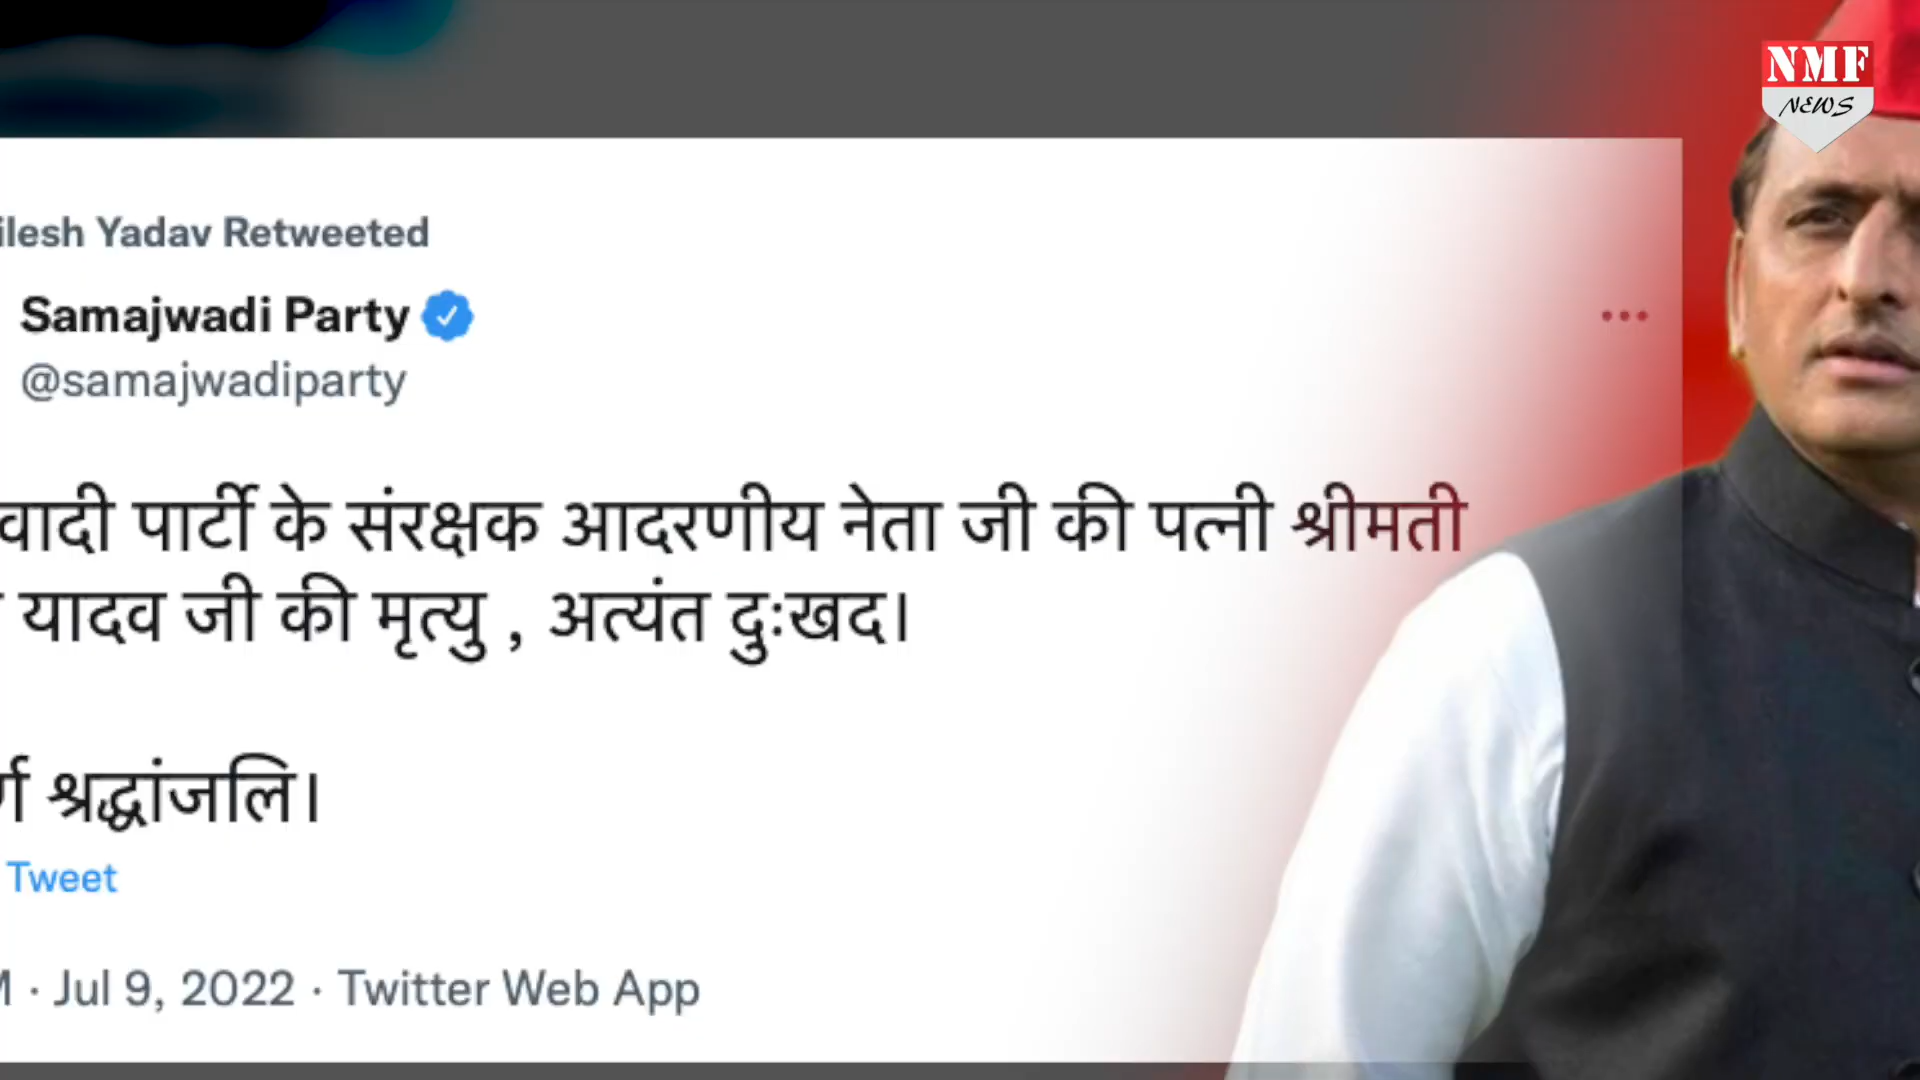 NMF
NEWS
ilesh Yadav Retweeted
Samajwadi Party
@samajwadiparty
वादी पार्टी के संरक्षक आदरणीय नेता जी की पत्नी श्रीमती
यादव जी की मृत्यु , अत्यंत दुःखद।
श्रद्धांजलि।
Tweet
· Jul 9, 2022 · Twitter Web App